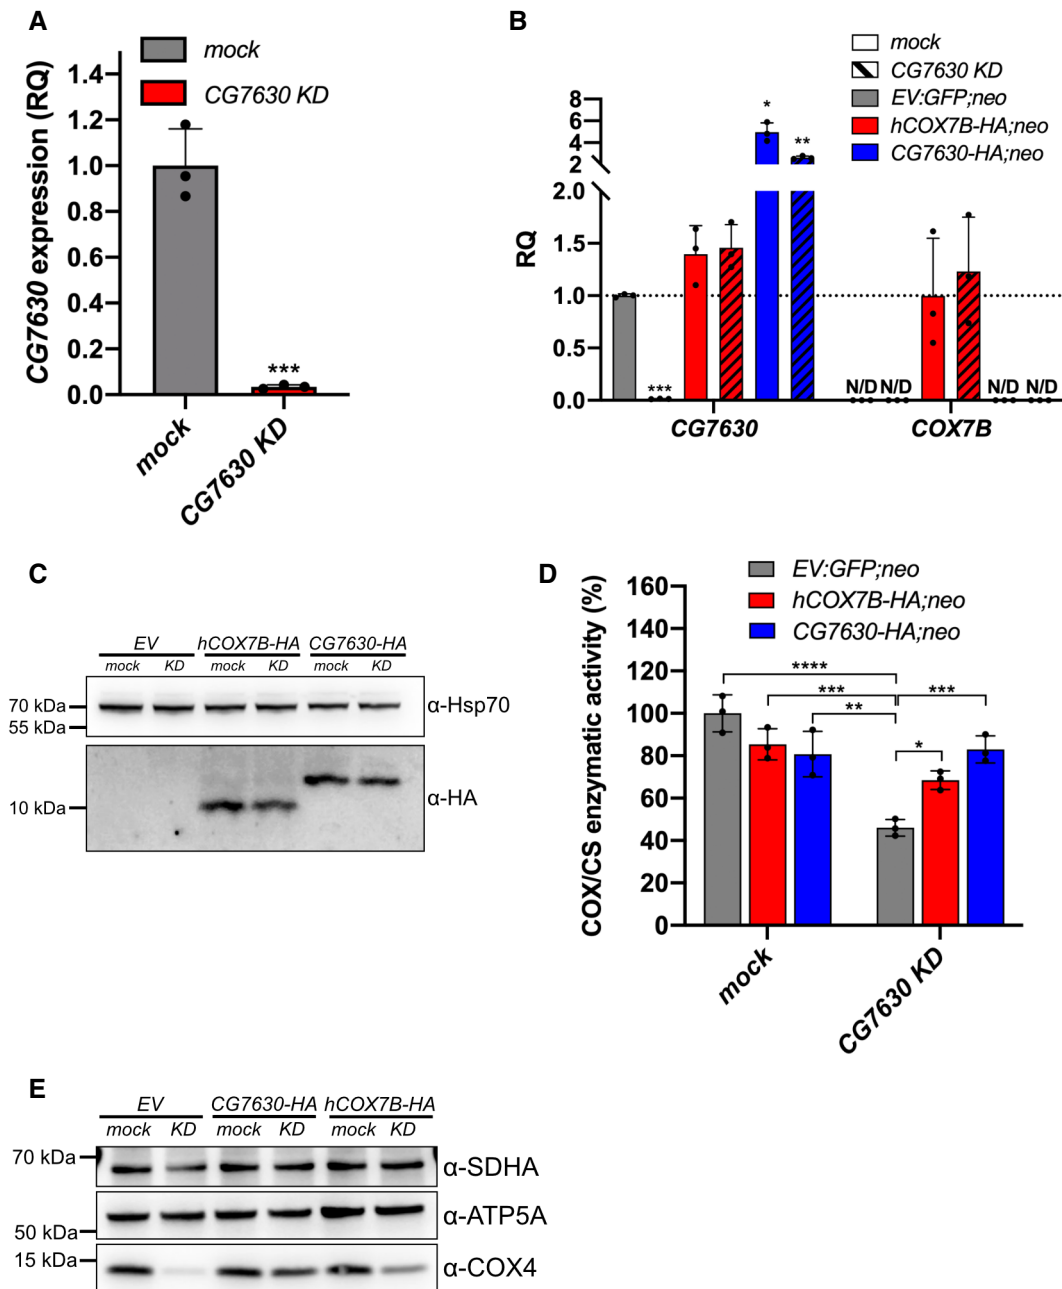 A
mock
CG7630 KD
CG7630 expression (RQ)
1.4
1.2
1.0
0.8
0.6
0.4
0.2
0.0
***
mock
CG7630 KD
B
mock
CG7630 KD
EV:GFP;neo
hCOX7B-HA;neo
CG7630-HA;neo
RQ
8
6
4
2
2.0
1.5
1.0
0.5
0.0
***
*
**
N/D N/D N/D N/D
CG7630 COX7B
C
EV hCOX7B-HA CG7630-HA
mock KD mock KD mock KD
70 kDa
55 kDa
α-Hsp70
10 kDa
α-HA
D
EV:GFP;neo
hCOX7B-HA;neo
CG7630-HA;neo
COX/CS enzymatic activity (%)
160
140
120
100
80
60
40
20
0
****
*** ***
**
*
mock
CG7630 KD
E
EV CG7630-HA hCOX7B-HA
mock KD mock KD mock KD
70 kDa
α-SDHA
α-ATP5A
50 kDa
15 kDa
α-COX4